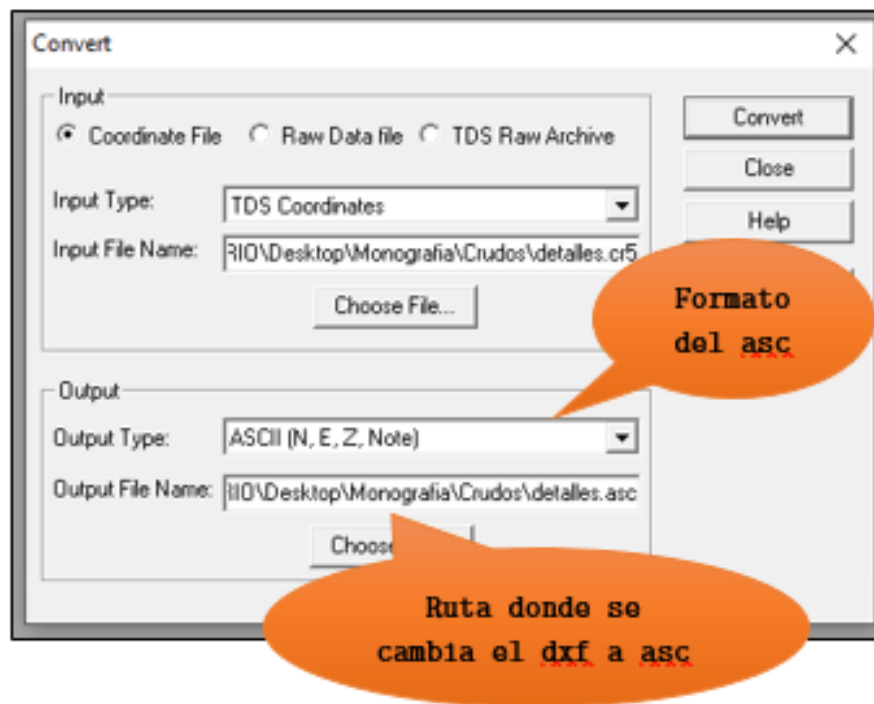 Convert
Input
Coordinate File Raw Data file TDS Raw Archive
Convert
Close
Help
Input Type: TDS Coordinates
Input File Name: RIO\Desktop\Monografia\Crudos\detalles.cr5
Choose File...
Formato
del asc
Output
Output Type: ASCII (N, E, Z, Note)
Output File Name: RIO\Desktop\Monografia\Crudos\detalles.asc
Ruta donde se
cambia el dxf a asc